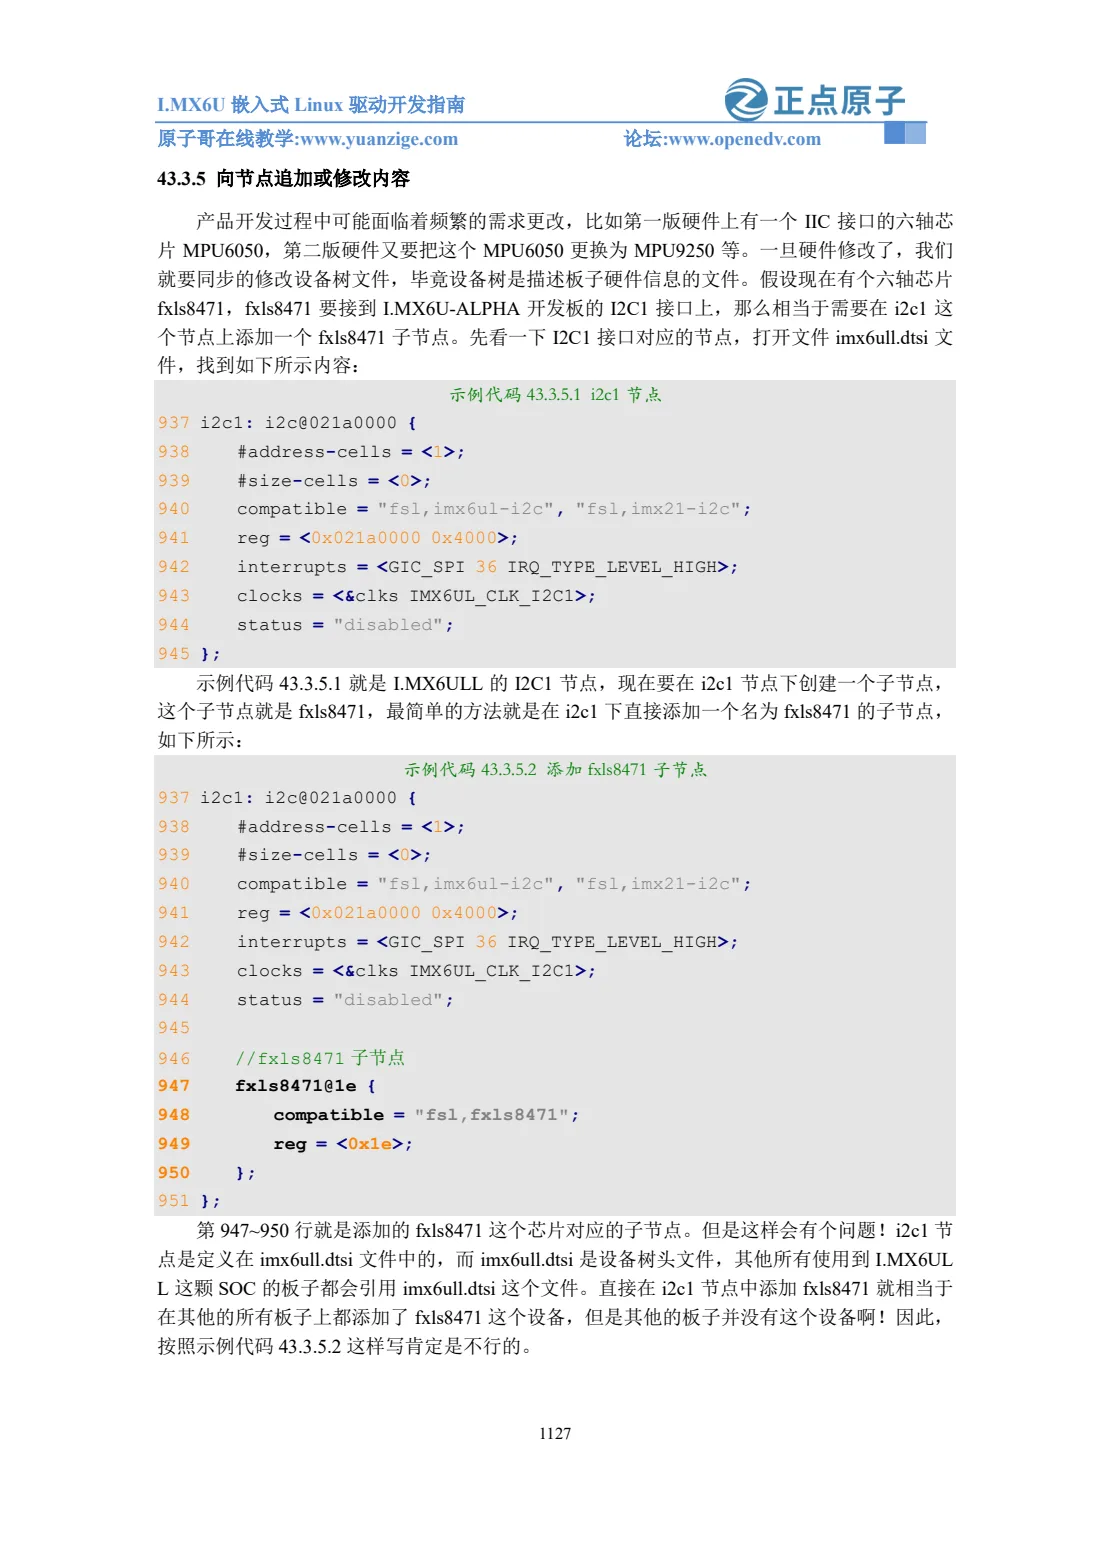 I.MX6U 嵌入式 Linux 驱动开发指南
正点原子
原子哥在线教学:www.yuanzige.com 论坛:www.openedv.com
43.3.5 向节点追加或修改内容
产品开发过程中可能面临着频繁的需求更改，比如第一版硬件上有一个 IIC 接口的六轴芯
片 MPU6050，第二版硬件又要把这个 MPU6050 更换为 MPU9250 等。一旦硬件修改了，我们
就要同步的修改设备树文件，毕竟设备树是描述板子硬件信息的文件。假设现在有个六轴芯片
fxls8471，fxls8471 要接到 I.MX6U-ALPHA 开发板的 I2C1 接口上，那么相当于需要在 i2c1 这
个节点上添加一个 fxls8471 子节点。先看一下 I2C1 接口对应的节点，打开文件 imx6ull.dtsi 文
件，找到如下所示内容：
示例代码 43.3.5.1 i2c1 节点
937 i2c1: i2c@021a0000 {
938 #address-cells = <1>;
939 #size-cells = <0>;
940 compatible = "fsl,imx6ul-i2c", "fsl,imx21-i2c";
941 reg = <0x021a0000 0x4000>;
942 interrupts = <GIC_SPI 36 IRQ_TYPE_LEVEL_HIGH>;
943 clocks = <&clks IMX6UL_CLK_I2C1>;
944 status = "disabled";
945 };
示例代码 43.3.5.1 就是 I.MX6ULL 的 I2C1 节点，现在要在 i2c1 节点下创建一个子节点，
这个子节点就是 fxls8471，最简单的方法就是在 i2c1 下直接添加一个名为 fxls8471 的子节点，
如下所示：
示例代码 43.3.5.2 添加 fxls8471 子节点
937 i2c1: i2c@021a0000 {
938 #address-cells = <1>;
939 #size-cells = <0>;
940 compatible = "fsl,imx6ul-i2c", "fsl,imx21-i2c";
941 reg = <0x021a0000 0x4000>;
942 interrupts = <GIC_SPI 36 IRQ_TYPE_LEVEL_HIGH>;
943 clocks = <&clks IMX6UL_CLK_I2C1>;
944 status = "disabled";
945
946 //fxls8471 子节点
947 fxls8471@1e {
948 compatible = "fsl,fxls8471";
949 reg = <0x1e>;
950 };
951 };
第 947~950 行就是添加的 fxls8471 这个芯片对应的子节点。但是这样会有个问题！i2c1 节
点是定义在 imx6ull.dtsi 文件中的，而 imx6ull.dtsi 是设备树头文件，其他所有使用到 I.MX6UL
L 这颗 SOC 的板子都会引用 imx6ull.dtsi 这个文件。直接在 i2c1 节点中添加 fxls8471 就相当于
在其他的所有板子上都添加了 fxls8471 这个设备，但是其他的板子并没有这个设备啊！因此，
按照示例代码 43.3.5.2 这样写肯定是不行的。
1127